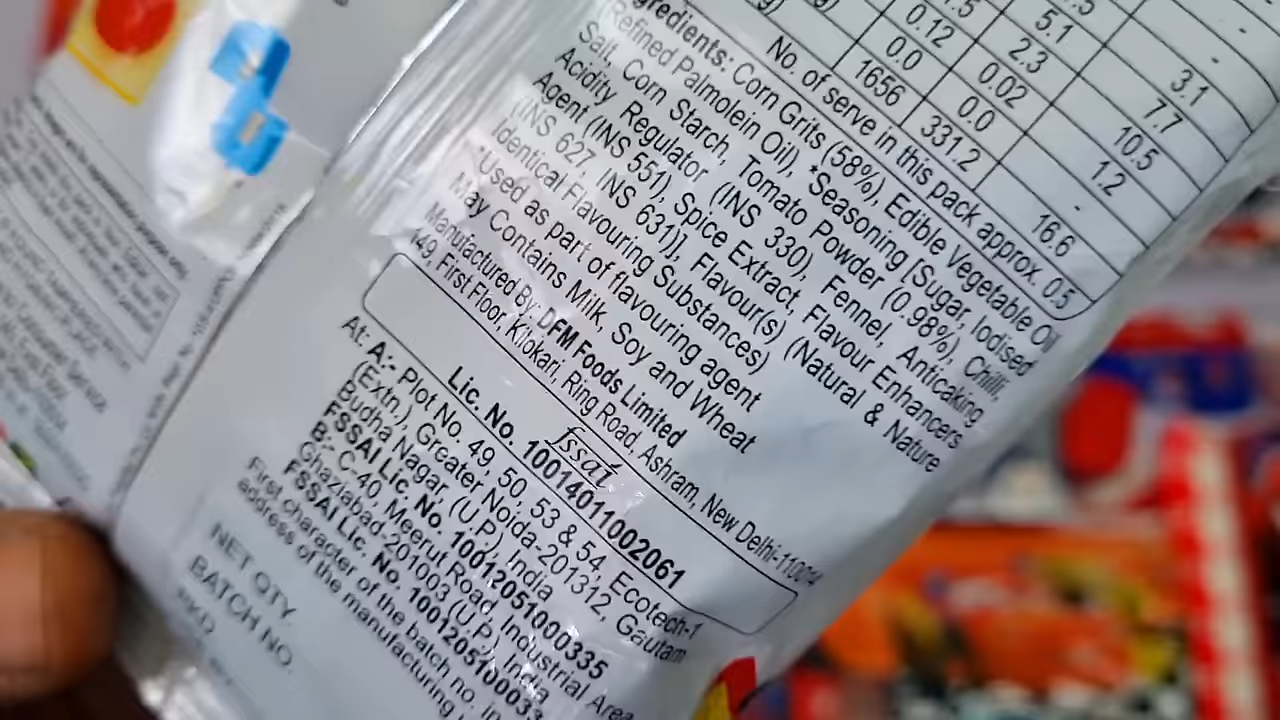 5.1
0.12 2.3 3.1
0.0 0.02 7.7
1656 0.0 10.5
331.2 1.2
16.6
No. of serve in this pack approx. 0.5
Ingredients: Corn Grits (58%), Edible Vegetable Oil
(Refined Palmolein Oil), *Seasoning [Sugar, Iodised
Salt, Corn Starch, Tomato Powder (0.98%), Chilli,
Acidity Regulator (INS 330), Fennel, Anticaking
Agent (INS 551), Spice Extract, Flavour Enhancers
(INS 627, INS 631)], Flavour(s) (Natural & Nature
Identical Flavouring Substances)
*Used as part of flavouring agent
May Contains Milk, Soy and Wheat
Manufactured By: DFM Foods Limited
149, First Floor, Kilokari, Ring Road, Ashram, New Delhi-110014
fssai
Lic. No. 10014011002061
At: A:- Plot No. 49, 50, 53 & 54, Ecotech-1
(Extn.), Greater Noida-201312, Gautam
Budha Nagar, (U.P.), India
FSSAI Lic. No. 10012051000335
B:- C-40, Meerut Road, Industrial Area
Ghaziabad-201003 (U.P.), India
FSSAI Lic. No. 1001205100033
First character of the batch no. in
address of the manufacturing
NET QTY.
BATCH NO.
PKD